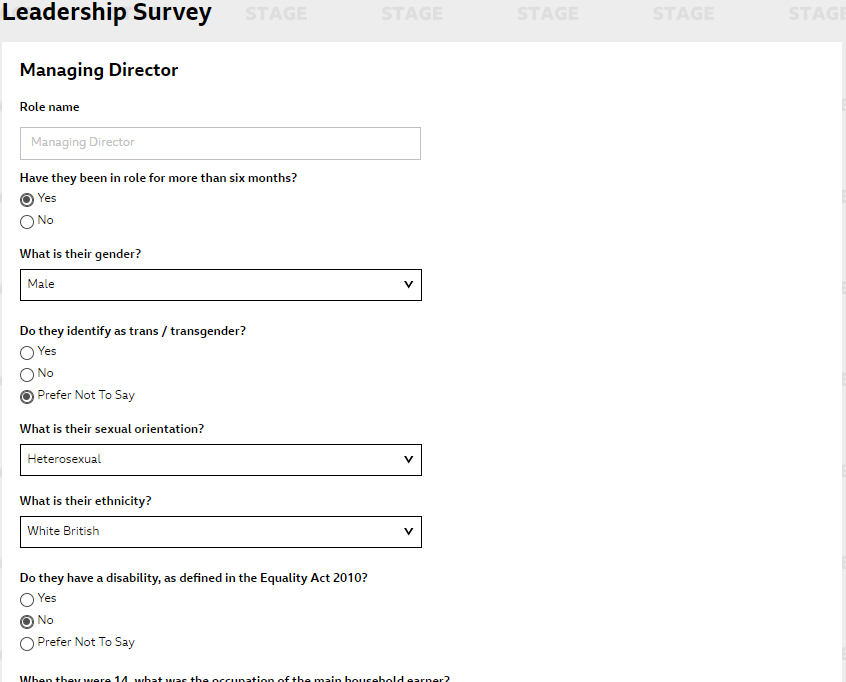 Leadership Survey
STAGE STAGE STAGE STAGE STAGE
Managing Director
Role name
Managing Director
Have they been in role for more than six months?
Yes
No
What is their gender?
Male
Do they identify as trans / transgender?
Yes
No
Prefer Not To Say
What is their sexual orientation?
Heterosexual
What is their ethnicity?
White British
Do they have a disability, as defined in the Equality Act 2010?
Yes
No
Prefer Not To Say
When they were 14, what was the occupation of the main household earner?